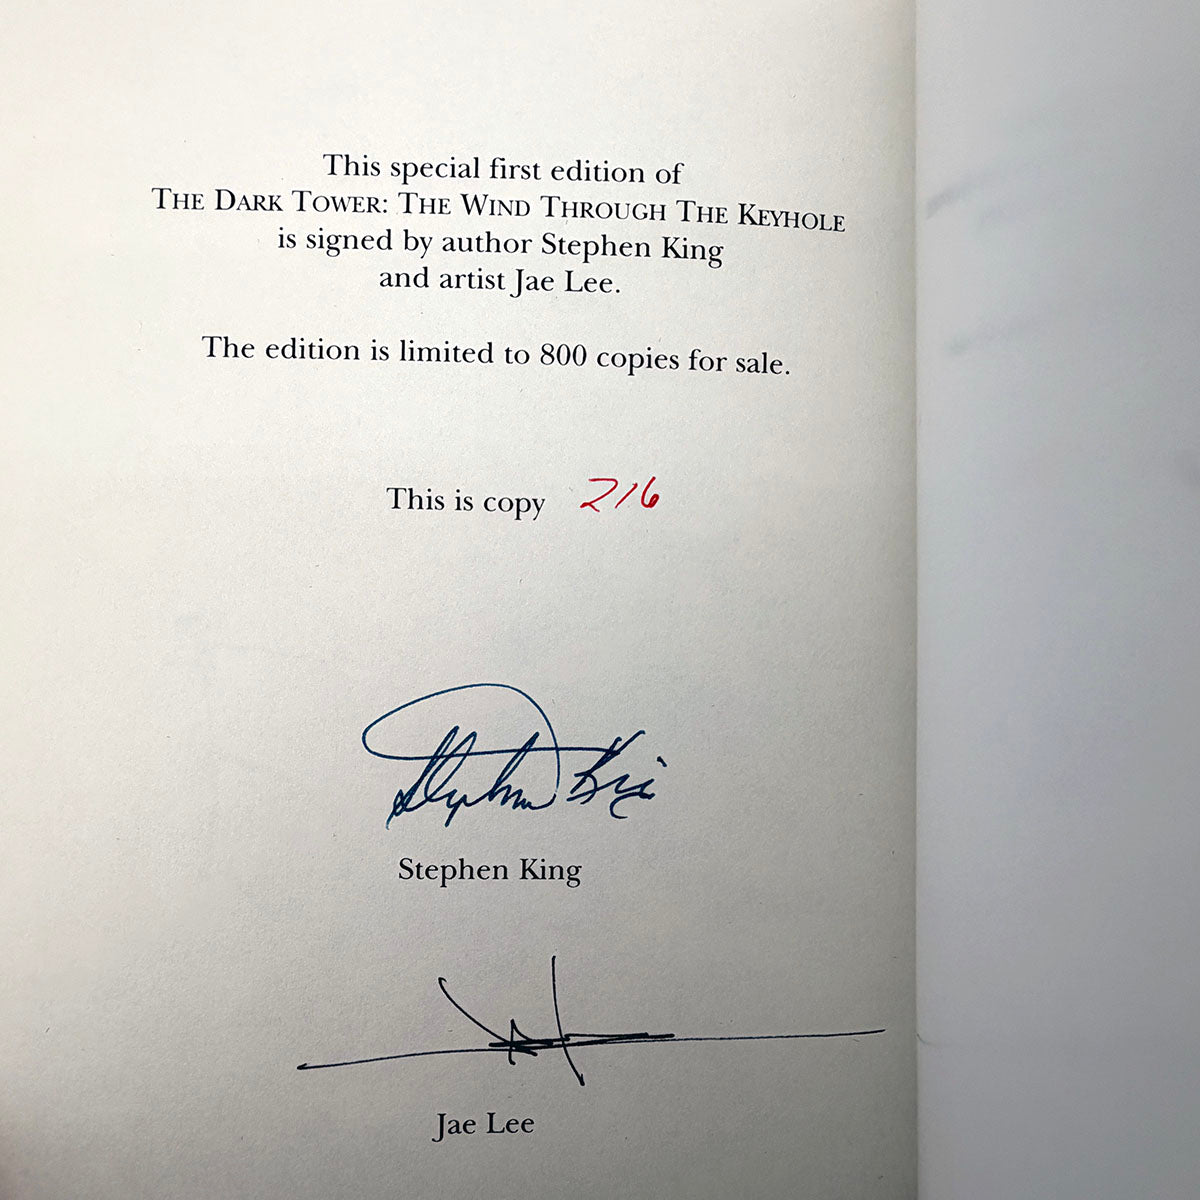 This special first edition of
THE DARK TOWER: THE WIND THROUGH THE KEYHOLE
is signed by author Stephen King
and artist Jae Lee.
The edition is limited to 800 copies for sale.
This is copy 216
Stephen King
Stephen King
Jae Lee